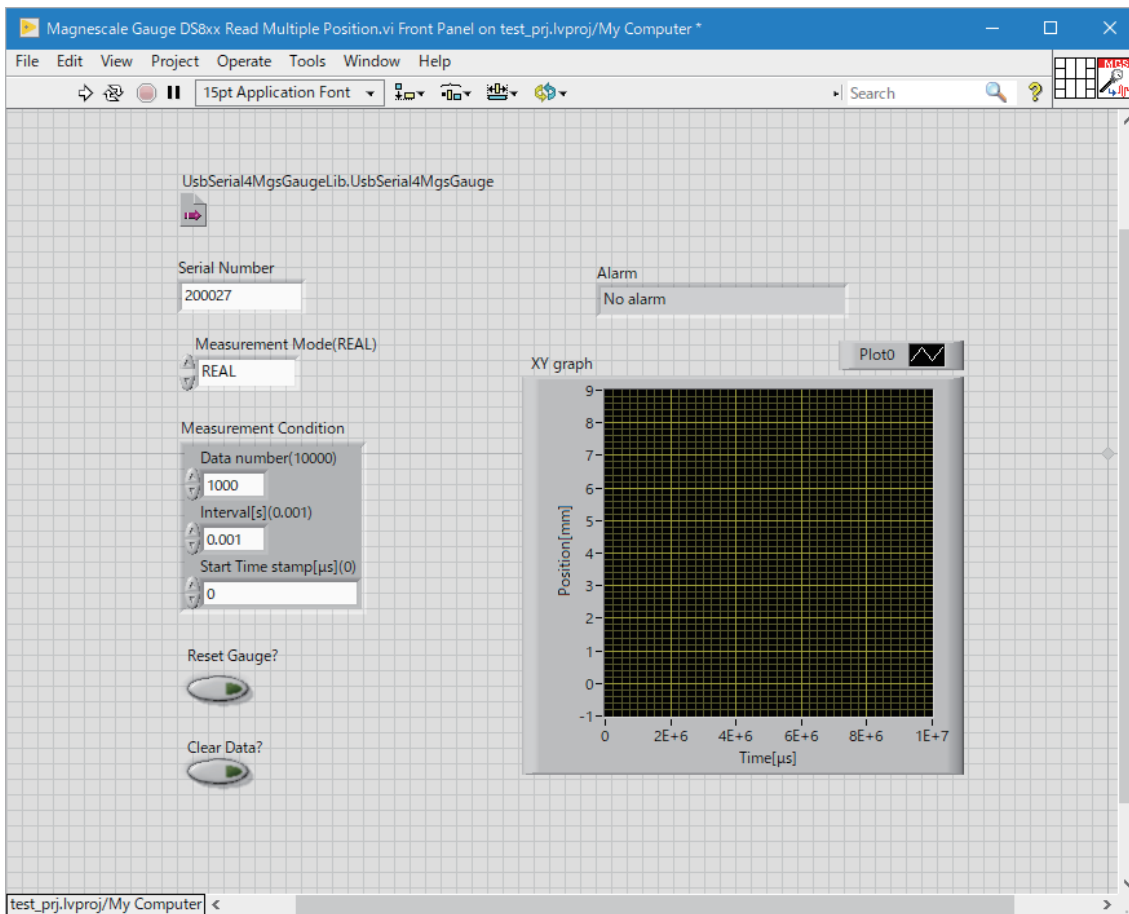 Magnescale Gauge DS8xx Read Multiple Position.vi Front Panel on test_prj.lvproj/My Computer *
File Edit View Project Operate Tools Window Help
15pt Application Font
Search
MGS
UsbSerial4MgsGaugeLib.UsbSerial4MgsGauge
Serial Number
200027
Alarm
No alarm
Measurement Mode(REAL)
REAL
Plot0
XY graph
Measurement Condition
Data number(10000)
1000
Interval[s](0.001)
0.001
Start Time stamp[µs](0)
0
Reset Gauge?
Clear Data?
9
8
7
6
5
4
3
2
1
0
-1
Position[mm]
0 2E+6 4E+6 6E+6 8E+6 1E+7
Time[µs]
test_prj.lvproj/My Computer